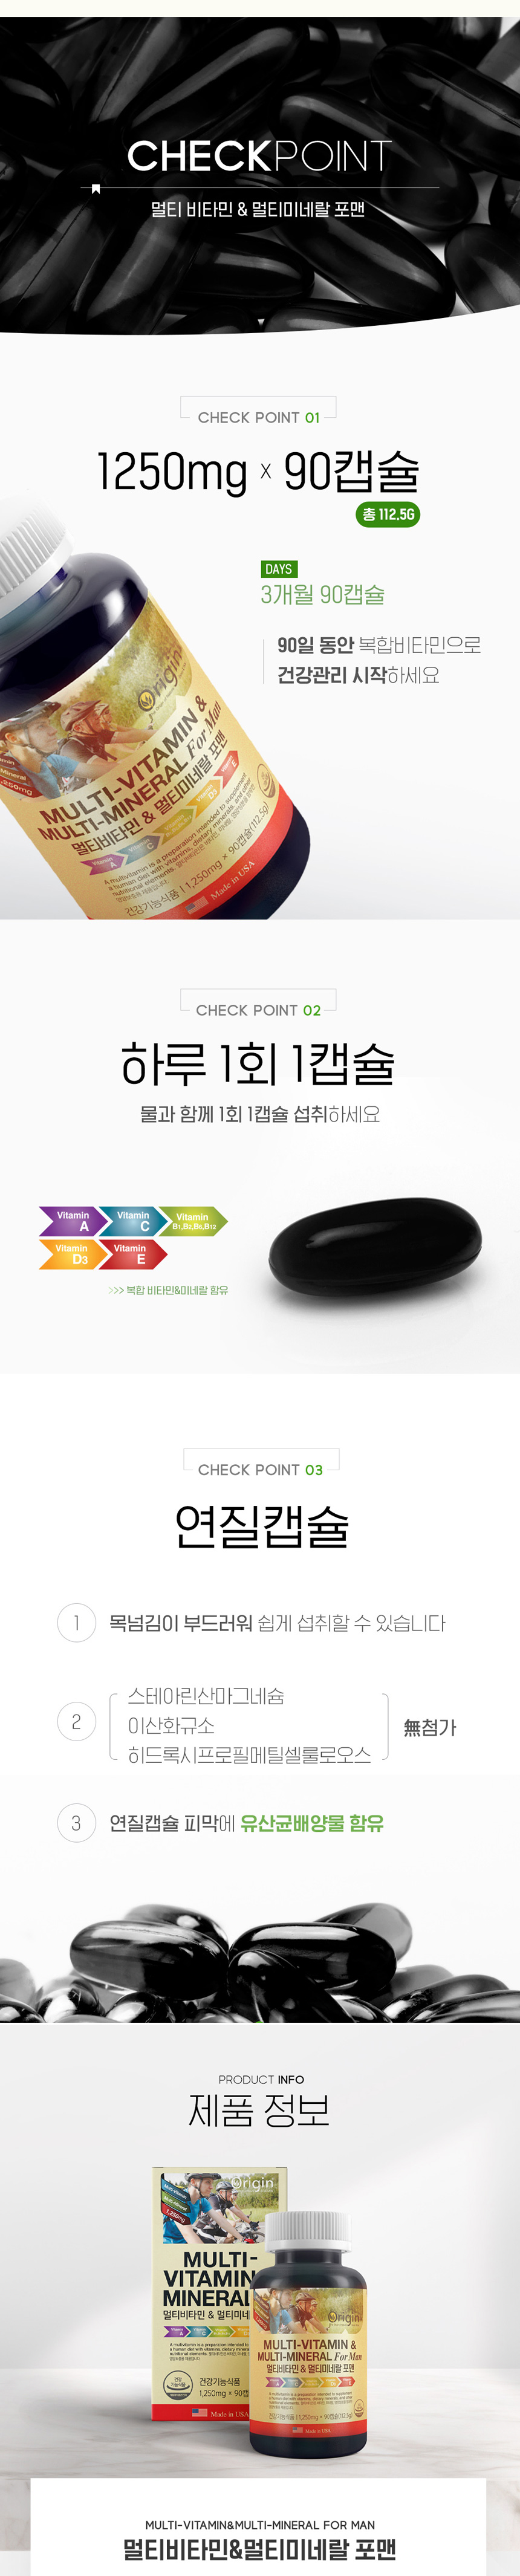 CHECKPOINT
멀티 비타민 & 멀티미네랄 포맨
CHECK POINT 01
1250mg x 90캡슐
총 112.5G
DAYS
3개월 90캡슐
90일 동안 복합비타민으로
건강관리 시작하세요
Origin
MULTI-VITAMIN &
MULTI-MINERAL For Man
멀티비타민 & 멀티미네랄 포맨
A multivitamin is a preparation intended to supplement
a human diet with vitamins, dietary minerals, and other
nutritional elements.
건강기능식품 | 1,250mg × 90캡슐(112.5g)
Made in USA
CHECK POINT 02
하루 1회 1캡슐
물과 함께 1회 1캡슐 섭취하세요
Vitamin A
Vitamin C
Vitamin B1,B2,B6,B12
Vitamin D3
Vitamin E
>>> 복합 비타민&미네랄 함유
CHECK POINT 03
연질캡슐
1 목넘김이 부드러워 쉽게 섭취할 수 있습니다
2 스테아린산마그네슘
이산화규소
히드록시프로필메틸셀룰로오스
無첨가
3 연질캡슐 피막에 유산균배양물 함유
PRODUCT INFO
제품 정보
Origin
MULTI-
VITAMIN
MINERAL
멀티비타민 & 멀티미네
건강기능식품
1,250mg × 90캡
Made in USA
Origin
MULTI-VITAMIN &
MULTI-MINERAL For Man
멀티비타민 & 멀티미네랄 포맨
건강기능식품 | 1,250mg × 90캡슐(112.5g)
Made in USA
MULTI-VITAMIN&MULTI-MINERAL FOR MAN
멀티비타민&멀티미네랄 포맨